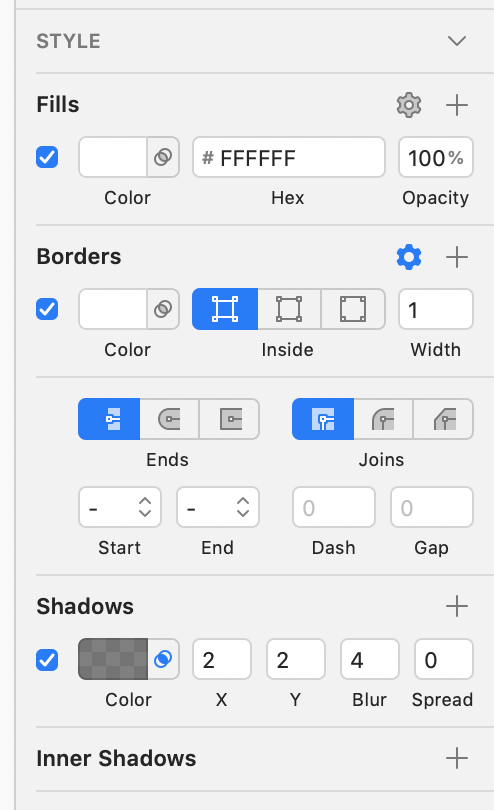 STYLE
Fills
# FFFFFF 100%
Color Hex Opacity
Borders
1
Color Inside Width
Ends Joins
- - 0 0
Start End Dash Gap
Shadows
2 2 4 0
Color X Y Blur Spread
Inner Shadows